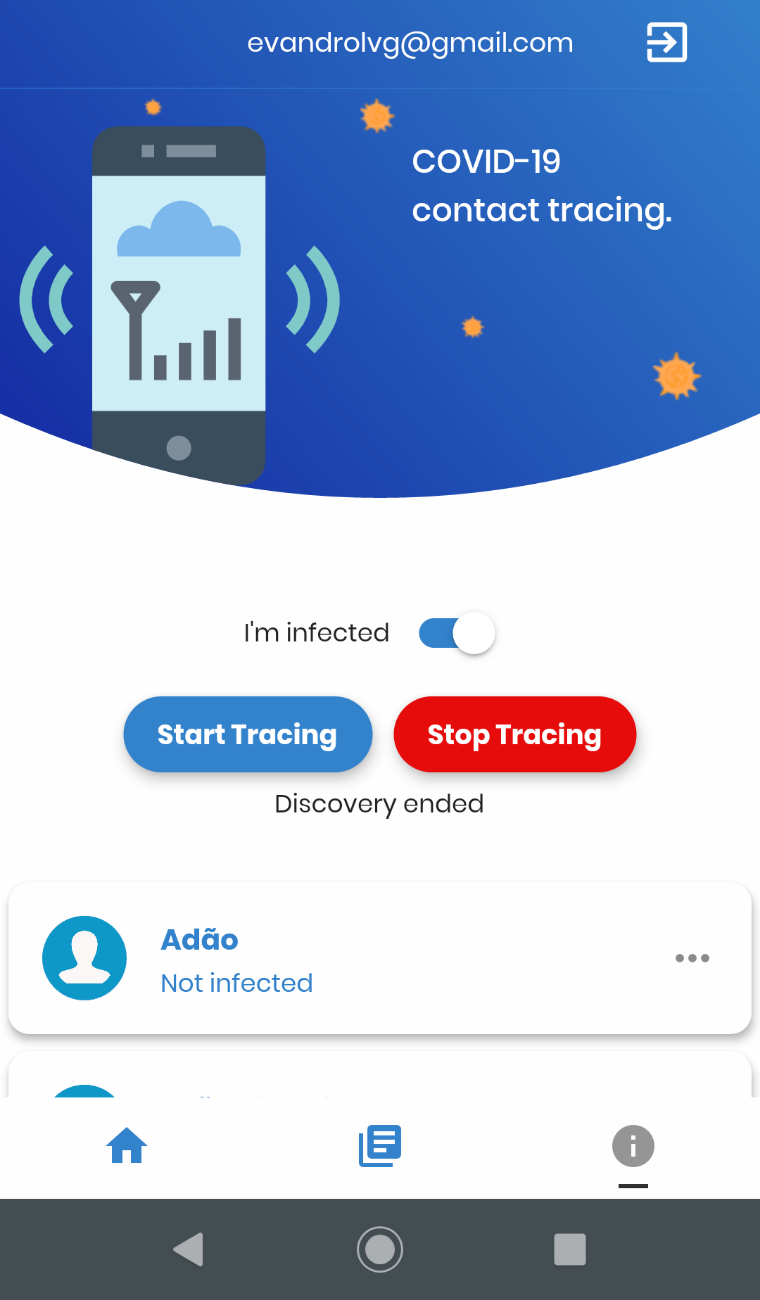 evandrolvg@gmail.com
COVID-19
contact tracing.
I'm infected
Start Tracing
Stop Tracing
Discovery ended
Adão
Not infected